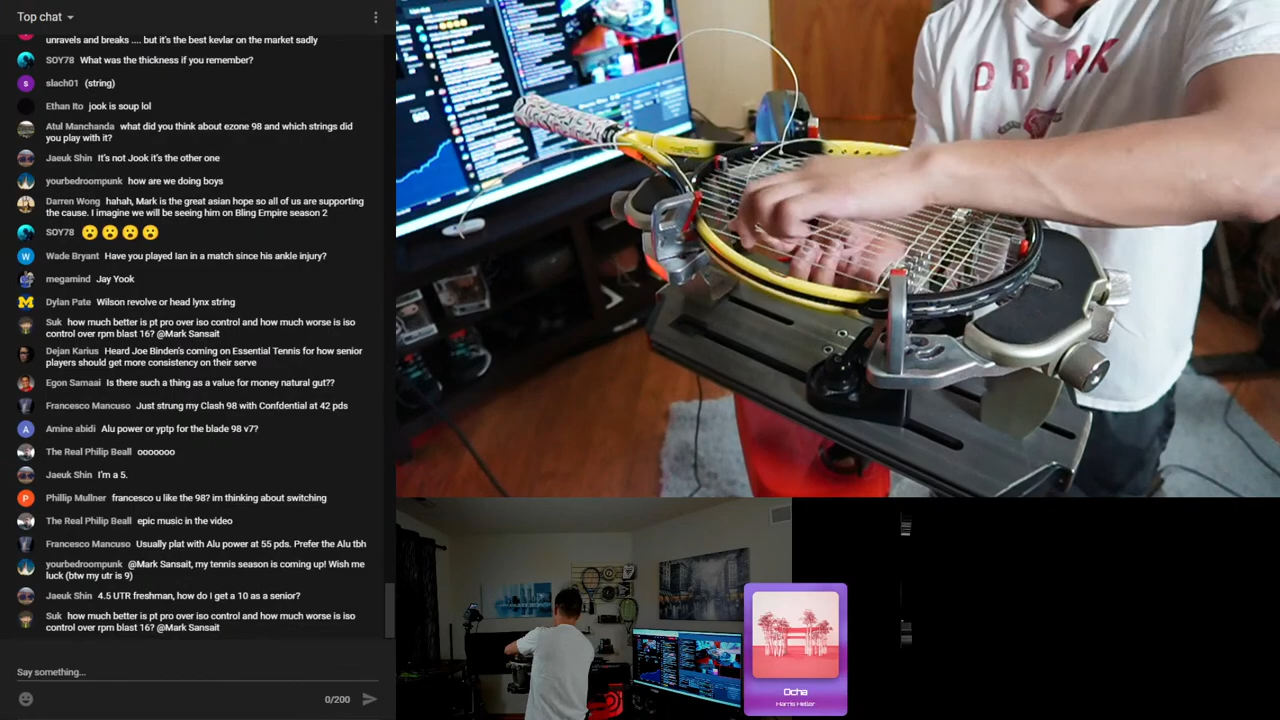 Top chat
unravels and breaks .... but it's the best kevlar on the market sadly
SOY78 What was the thickness if you remember?
s slach01 (string)
Ethan Ito jook is soup lol
Atul Manchanda what did you think about ezone 98 and which strings did
you play with it?
Jaeuk Shin It's not Jook it's the other one
yourbedroompunk how are we doing boys
Darren Wong hahah, Mark is the great asian hope so all of us are supporting
the cause. I imagine we will be seeing him on Bling Empire season 2
SOY78 😮😮😮😮
W Wade Bryant Have you played Ian in a match since his ankle injury?
megamind Jay Yook
M Dylan Pate Wilson revolve or head lynx string
Suk how much better is pt pro over iso control and how much worse is iso
control over rpm blast 16? @Mark Sansait
Dejan Karius Heard Joe Binden's coming on Essential Tennis for how senior
players should get more consistency on their serve
Egon Samaai Is there such a thing as a value for money natural gut??
Francesco Mancuso Just strung my Clash 98 with Confdential at 42 pds
A Amine abidi Alu power or yptp for the blade 98 v7?
The Real Philip Beall ooooooo
Jaeuk Shin I'm a 5.
P Phillip Mullner francesco u like the 98? im thinking about switching
The Real Philip Beall epic music in the video
Francesco Mancuso Usually plat with Alu power at 55 pds. Prefer the Alu tbh
yourbedroompunk @Mark Sansait, my tennis season is coming up! Wish me
luck (btw my utr is 9)
Jaeuk Shin 4.5 UTR freshman, how do I get a 10 as a senior?
Suk how much better is pt pro over iso control and how much worse is iso
control over rpm blast 16? @Mark Sansait
Say something...
0/200
DRINK
Ocha
Harris Heller